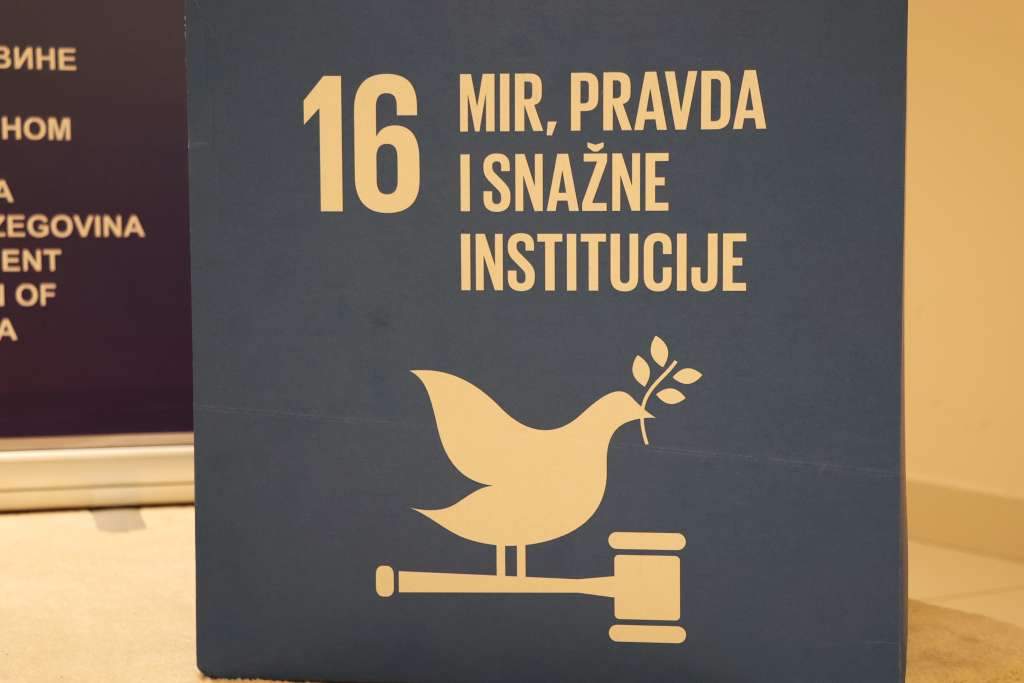 ВИНЕ
НОМ
A
ZEGOVINA
ENT
OF
A
16
MIR, PRAVDA
I SNAŽNE
INSTITUCIJE